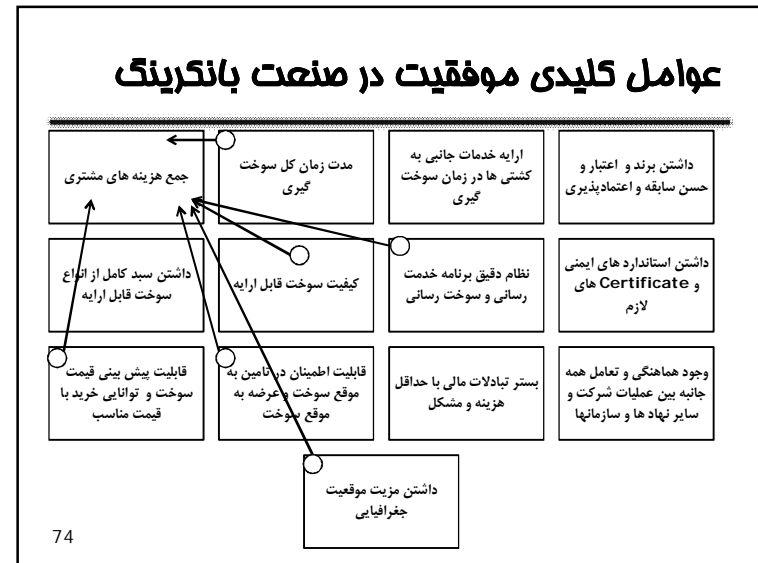 عوامل کلیدی موفقیت در صنعت بانکرینگ
داشتن برند و اعتبار و
حسن سابقه و اعتمادپذیری
ارایه خدمات جانبی به
کشتی ها در زمان سوخت
گیری
مدت زمان کل سوخت
گیری
جمع هزینه های مشتری
داشتن استاندارد های ایمنی
و Certificate های
لازم
نظام دقیق برنامه خدمت
رسانی و سوخت رسانی
کیفیت سوخت قابل ارایه
داشتن سبد کامل از انواع
سوخت قابل ارایه
وجود هماهنگی و تعامل همه
جانبه بین عملیات شرکت و
سایر نهاد ها و سازمانها
بستر تبادلات مالی با حداقل
هزینه و مشکل
قابلیت اطمینان در تامین به
موقع سوخت و عرضه به
موقع سوخت
قابلیت پیش بینی قیمت
سوخت و توانایی خرید با
قیمت مناسب
داشتن مزیت موقعیت
جغرافیایی
74